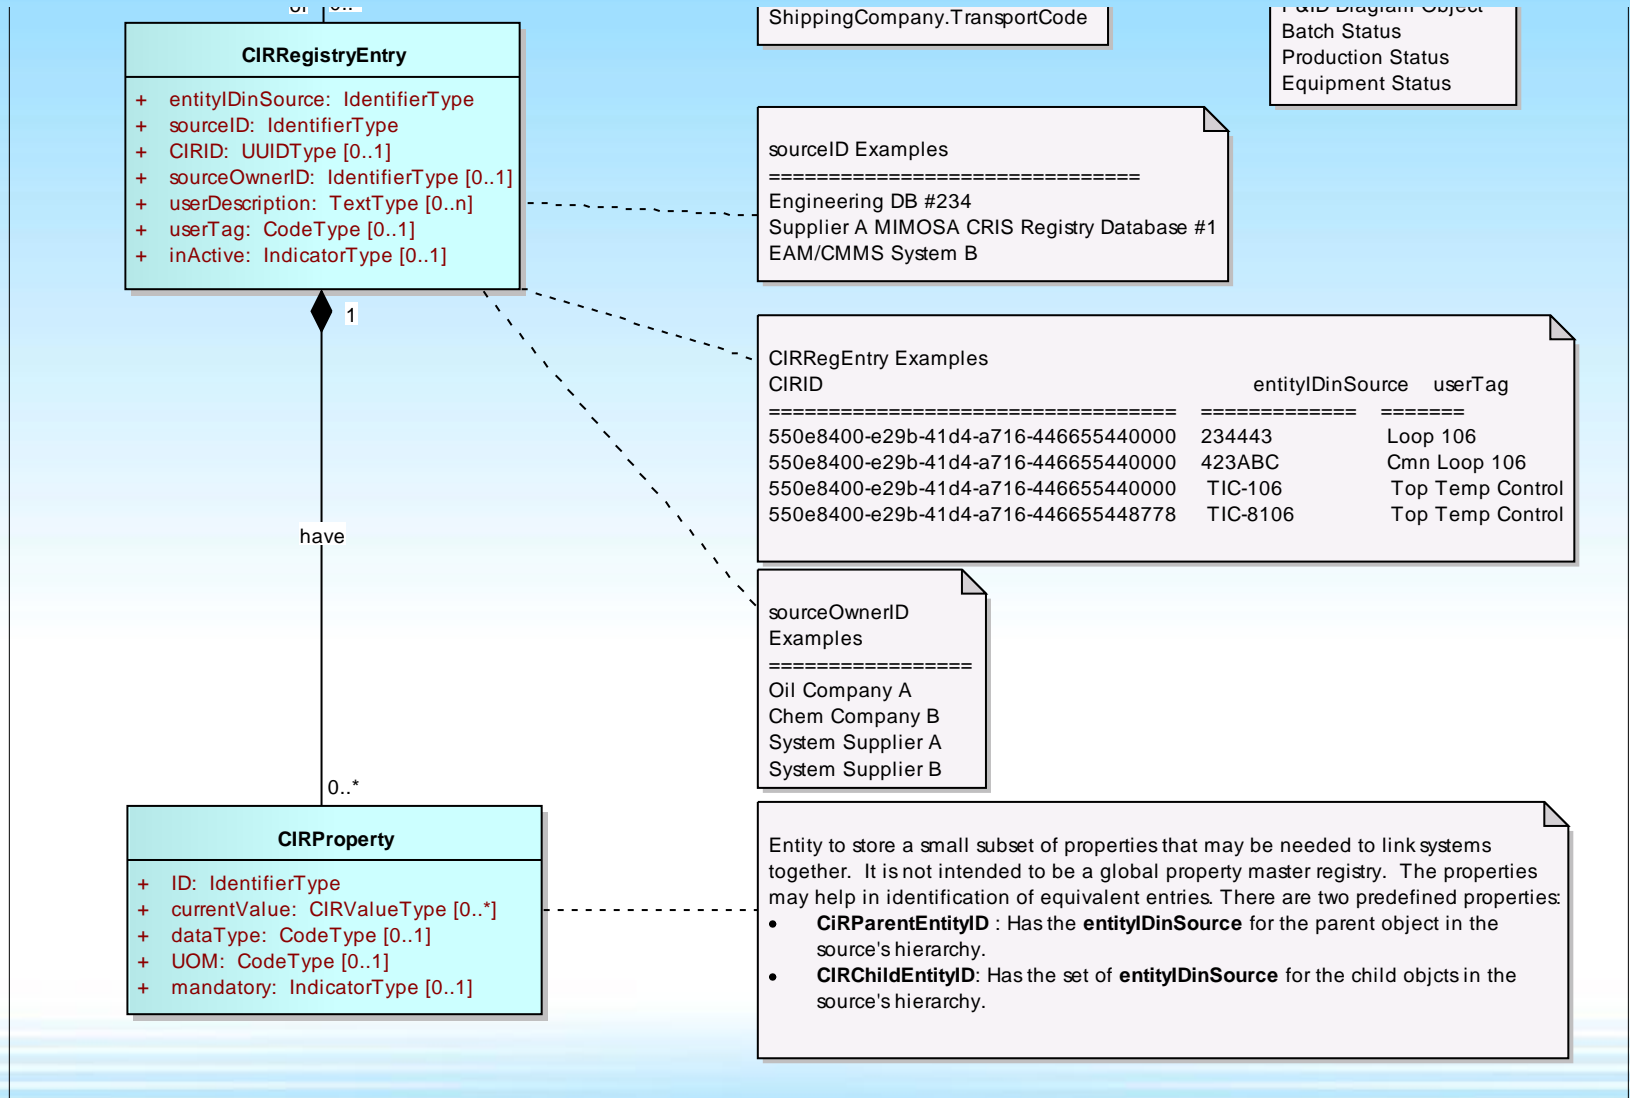 0..
ShippingCompany.TransportCode
P&ID Diagram Object
Batch Status
Production Status
Equipment Status
CIRRegistryEntry
+ entityIDinSource: IdentifierType
+ sourceID: IdentifierType
+ CIRID: UUIDType [0..1]
+ sourceOwnerID: IdentifierType [0..1]
+ userDescription: TextType [0..n]
+ userTag: CodeType [0..1]
+ inActive: IndicatorType [0..1]
sourceID Examples
===============================
Engineering DB #234
Supplier A MIMOSA CRIS Registry Database #1
EAM/CMMS System B
1
CIRRegEntry Examples
CIRID entityIDinSource userTag
================================== ============= =======
550e8400-e29b-41d4-a716-446655440000 234443 Loop 106
550e8400-e29b-41d4-a716-446655440000 423ABC Cmn Loop 106
550e8400-e29b-41d4-a716-446655440000 TIC-106 Top Temp Control
550e8400-e29b-41d4-a716-446655448778 TIC-8106 Top Temp Control
have
sourceOwnerID
Examples
=================
Oil Company A
Chem Company B
System Supplier A
System Supplier B
0..*
CIRProperty
+ ID: IdentifierType
+ currentValue: CIRValueType [0..*]
+ dataType: CodeType [0..1]
+ UOM: CodeType [0..1]
+ mandatory: IndicatorType [0..1]
Entity to store a small subset of properties that may be needed to link systems
together. It is not intended to be a global property master registry. The properties
may help in identification of equivalent entries. There are two predefined properties:
• CiRParentEntityID : Has the entityIDinSource for the parent object in the
source's hierarchy.
• CIRChildEntityID: Has the set of entityIDinSource for the child objcts in the
source's hierarchy.